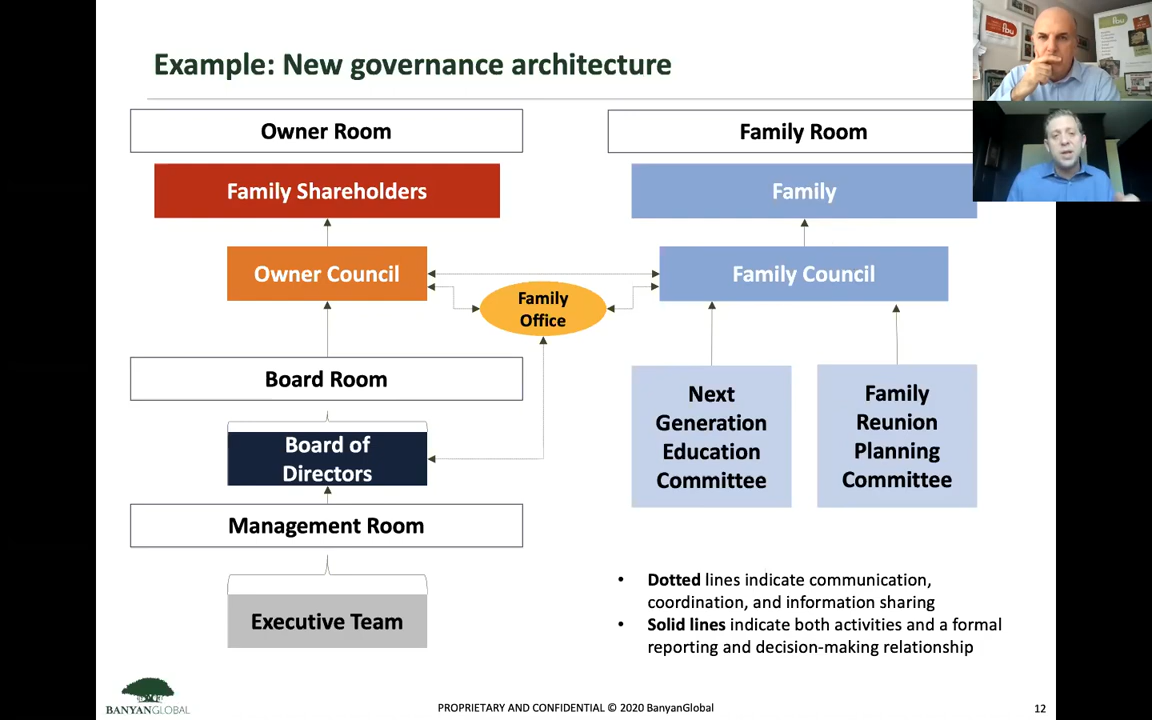 Example: New governance architecture
Owner Room
Family Room
Family Shareholders
Family
Owner Council
Family Council
Family
Office
Board Room
Board of
Directors
Next
Generation
Education
Committee
Family
Reunion
Planning
Committee
Management Room
Executive Team
• Dotted lines indicate communication,
coordination, and information sharing
• Solid lines indicate both activities and a formal
reporting and decision-making relationship
BANYANGLOBAL
PROPRIETARY AND CONFIDENTIAL © 2020 BanyanGlobal
12
fbu